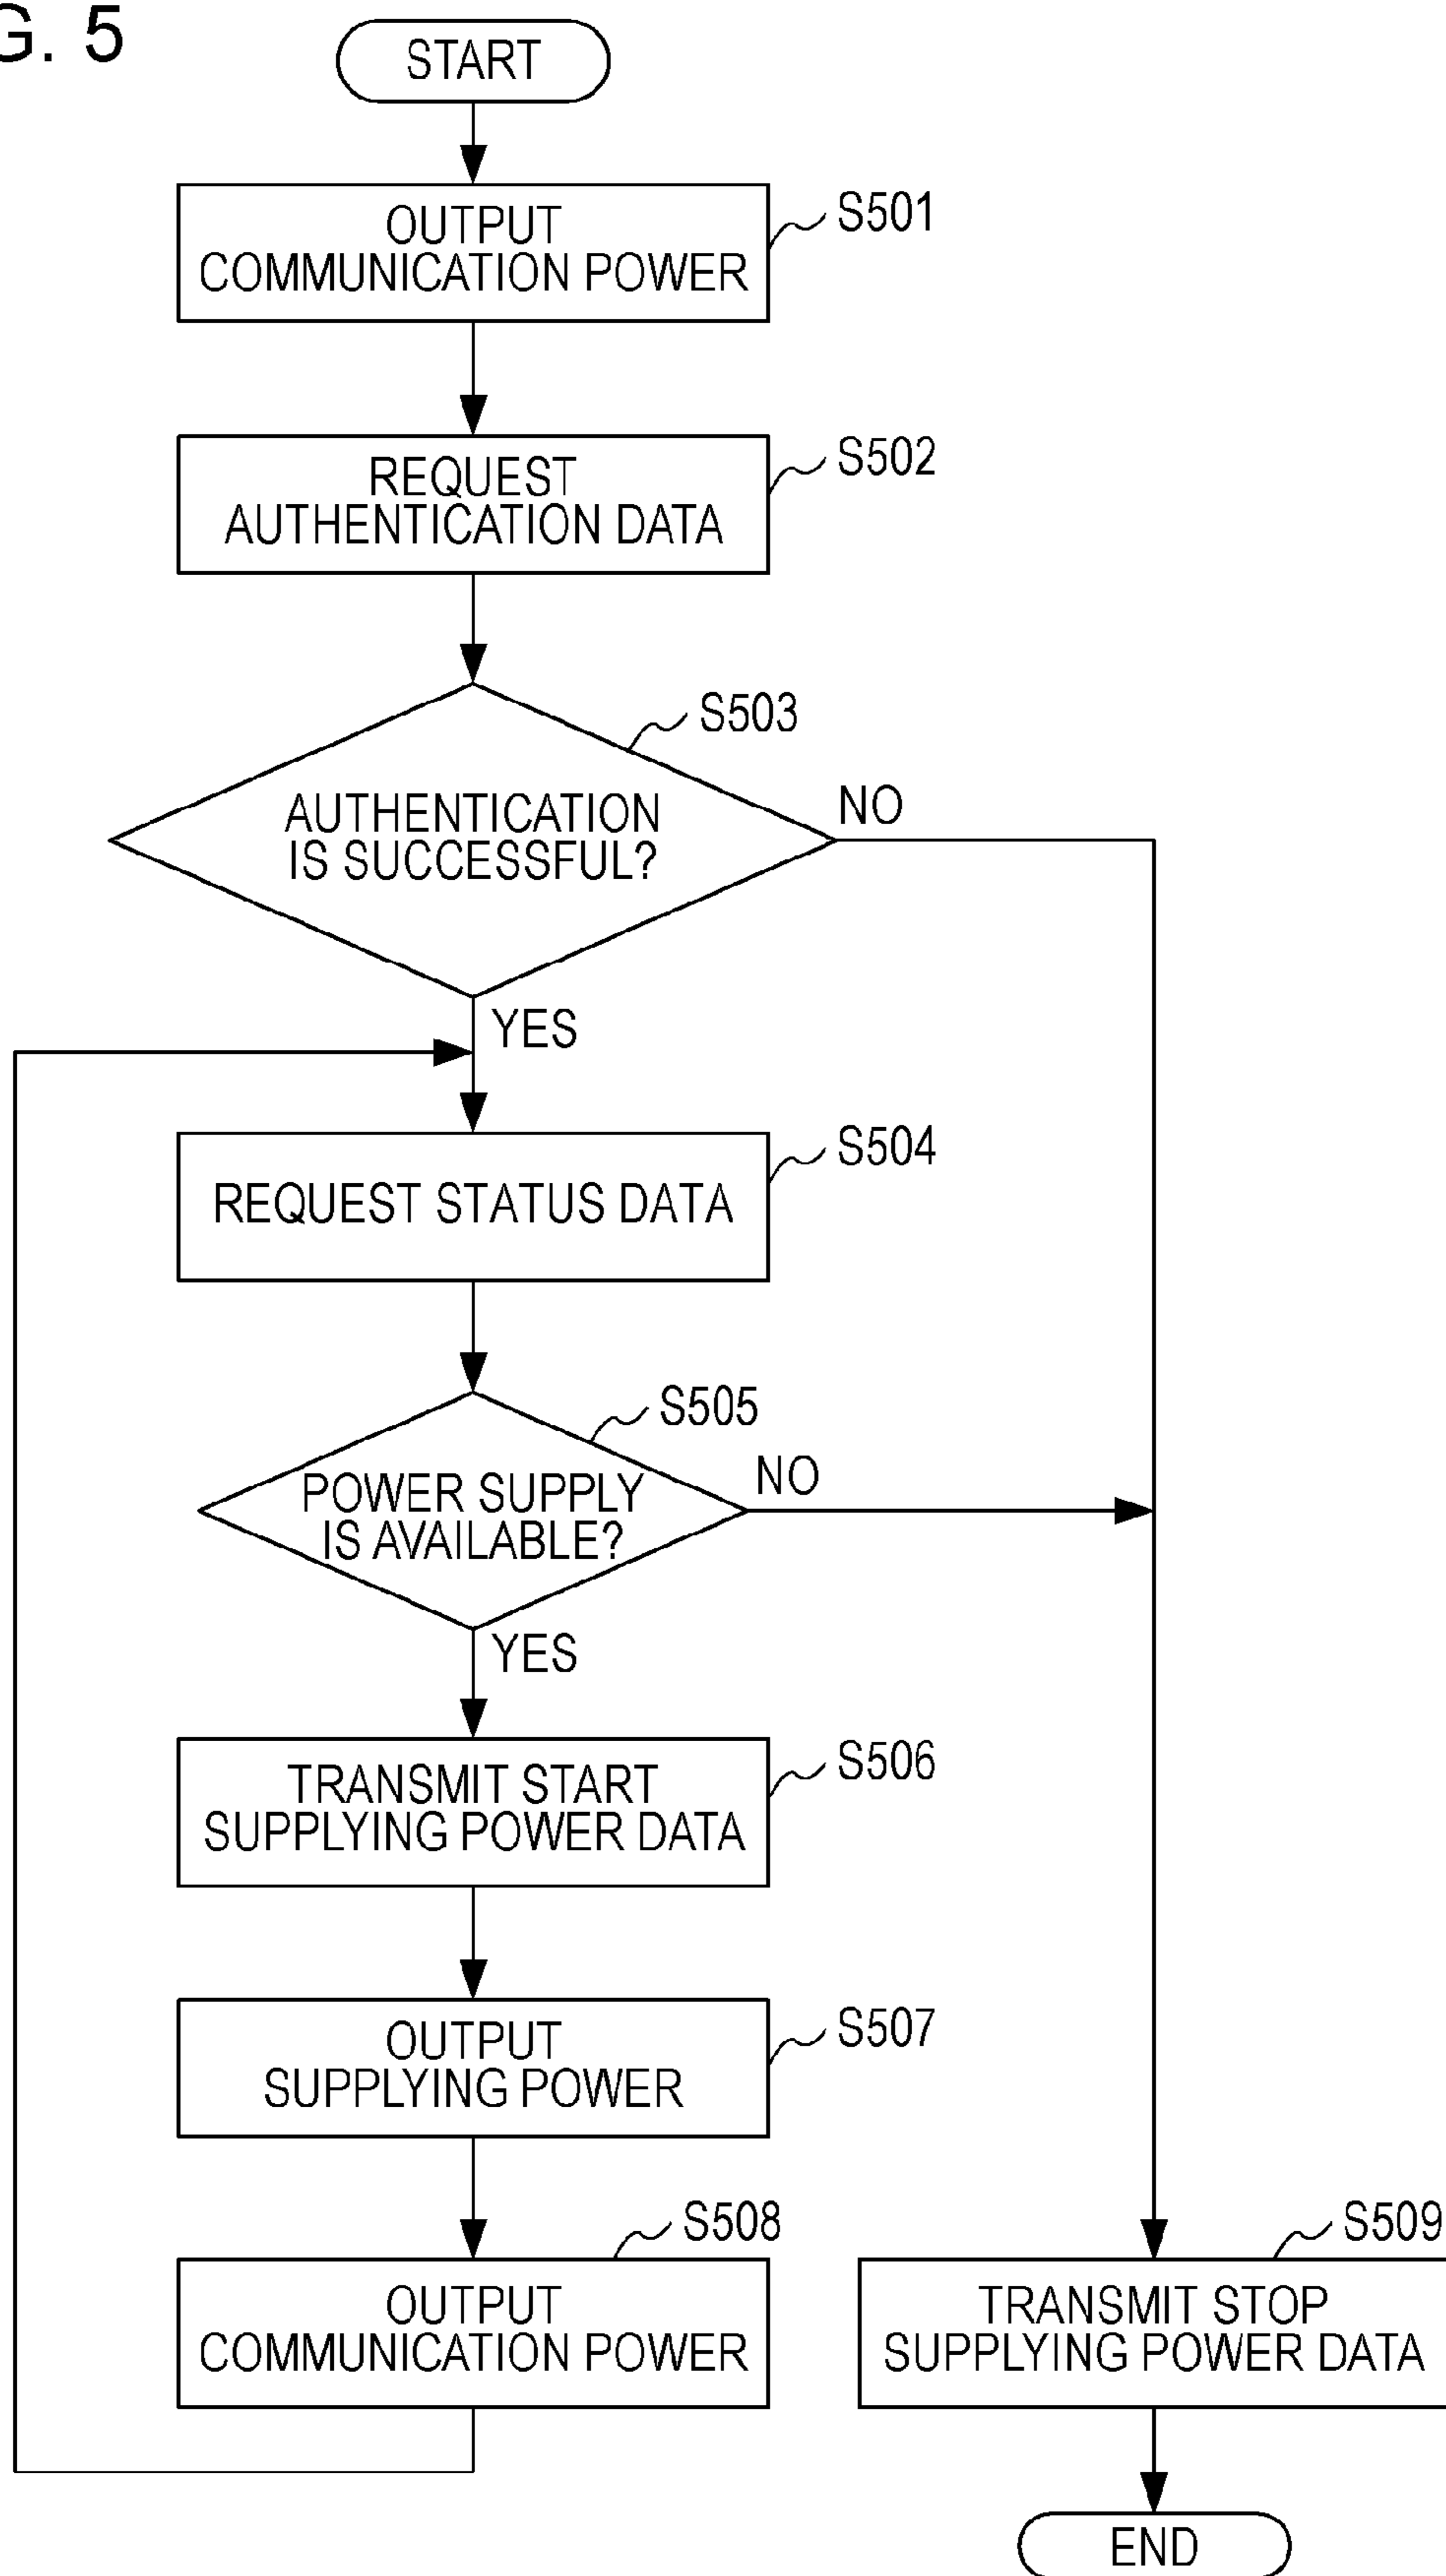 G. 5
START
OUTPUT
COMMUNICATION POWER
S501
REQUEST
AUTHENTICATION DATA
S502
S503
AUTHENTICATION
IS SUCCESSFUL?
NO
YES
REQUEST STATUS DATA
S504
S505
POWER SUPPLY
IS AVAILABLE?
NO
YES
TRANSMIT START
SUPPLYING POWER DATA
S506
OUTPUT
SUPPLYING POWER
S507
S508
OUTPUT
COMMUNICATION POWER
S509
TRANSMIT STOP
SUPPLYING POWER DATA
END